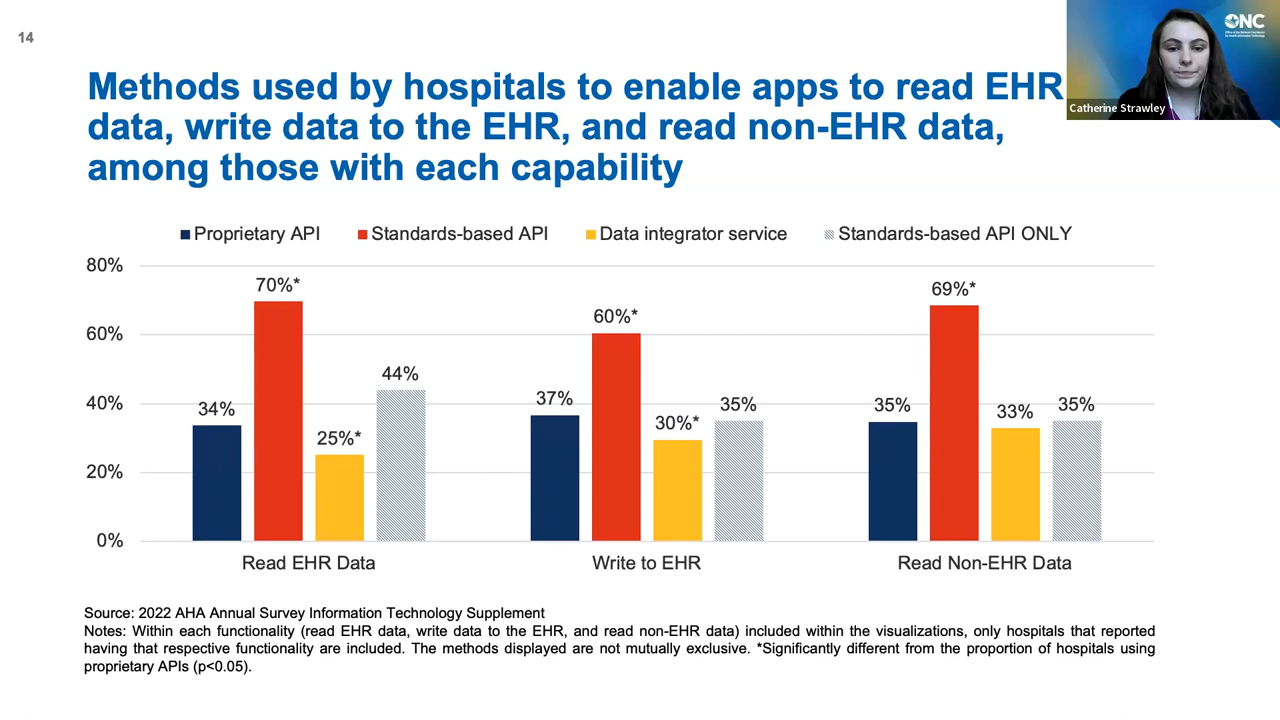 14
Methods used by hospitals to enable apps to read EHR
data, write data to the EHR, and read non-EHR data,
among those with each capability
ONC
Catherine Strawley
Proprietary API Standards-based API Data integrator service Standards-based API ONLY
80%
60%
40%
20%
0%
34% 70%* 25%* 44%
37% 60%* 30%* 35%
35% 69%* 33% 35%
Read EHR Data Write to EHR Read Non-EHR Data
Source: 2022 AHA Annual Survey Information Technology Supplement
Notes: Within each functionality (read EHR data, write data to the EHR, and read non-EHR data) included within the visualizations, only hospitals that reported
having that respective functionality are included. The methods displayed are not mutually exclusive. *Significantly different from the proportion of hospitals using
proprietary APIs (p<0.05).